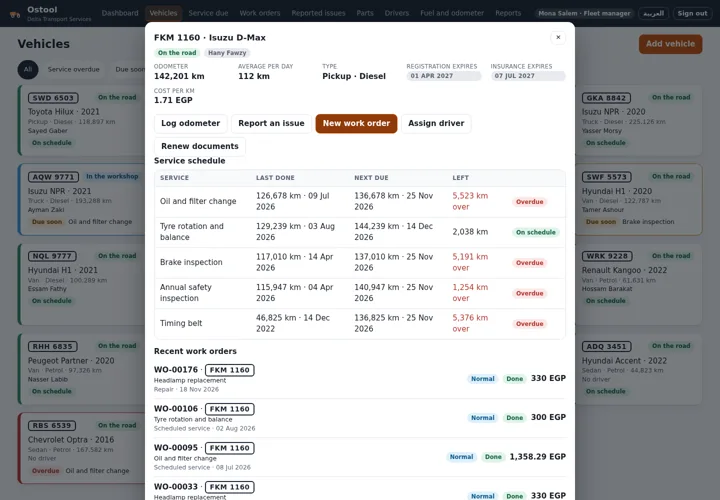 Ostool
Delta Transport Services
Dashboard
Vehicles
Service due
Work orders
Reported issues
Parts
Drivers
Fuel and odometer
Reports
Mona Salem · Fleet manager
العربية
Sign out
Vehicles
Add vehicle
All
Service overdue
Due soon
SWD 6503
On the road
Toyota Hilux · 2021
Pickup · Diesel · 118,897 km
Sayed Gaber
On schedule
AQW 9771
In the workshop
Isuzu NPR · 2021
Truck · Diesel · 193,288 km
Ayman Zaki
Due soon
Oil and filter change
NQL 9777
On the road
Hyundai H1 · 2021
Van · Diesel · 100,289 km
Essam Fathy
On schedule
RHH 6835
On the road
Peugeot Partner · 2020
Van · Petrol · 97,326 km
Nasser Labib
On schedule
RBS 6539
On the road
Chevrolet Optra · 2016
Sedan · Petrol · 167,582 km
No driver
Overdue
Oil and filter change
GKA 8842
On the road
Isuzu NPR · 2020
Truck · Diesel · 235,126 km
Yasser Morsy
On schedule
SWF 5573
On the road
Hyundai H1 · 2020
Van · Diesel · 122,787 km
Tamer Ashour
Due soon
Brake inspection
WRK 9228
On the road
Renault Kangoo · 2022
Van · Petrol · 61,631 km
Hossam Barakat
On schedule
ADQ 3451
On the road
Hyundai Accent · 2022
Sedan · Petrol · 44,823 km
No driver
On schedule
FKM 1160 · Isuzu D-Max
×
On the road
Hany Fawzy
ODOMETER
142,201 km
AVERAGE PER DAY
112 km
TYPE
Pickup · Diesel
REGISTRATION EXPIRES
01 APR 2027
INSURANCE EXPIRES
07 JUL 2027
COST PER KM
1.71 EGP
Log odometer
Report an issue
New work order
Assign driver
Renew documents
Service schedule
SERVICE LAST DONE NEXT DUE LEFT
Oil and filter change 126,678 km · 09 Jul 2026 136,678 km · 25 Nov 2026 5,523 km over Overdue
Tyre rotation and balance 129,239 km · 03 Aug 2026 144,239 km · 14 Dec 2026 2,038 km On schedule
Brake inspection 117,010 km · 14 Apr 2026 137,010 km · 25 Nov 2026 5,191 km over Overdue
Annual safety inspection 115,947 km · 04 Apr 2026 140,947 km · 25 Nov 2026 1,254 km over Overdue
Timing belt 46,825 km · 14 Dec 2022 136,825 km · 25 Nov 2026 5,376 km over Overdue
Recent work orders
WO-00176 · FKM 1160
Headlamp replacement
Repair · 18 Nov 2026
Normal Done 330 EGP
WO-00106 · FKM 1160
Tyre rotation and balance
Scheduled service · 02 Aug 2026
Normal Done 300 EGP
WO-00095 · FKM 1160
Oil and filter change
Scheduled service · 08 Jul 2026
Normal Done 1,358.29 EGP
WO-00033 · FKM 1160
Headlamp replacement
Normal Done 330 EGP